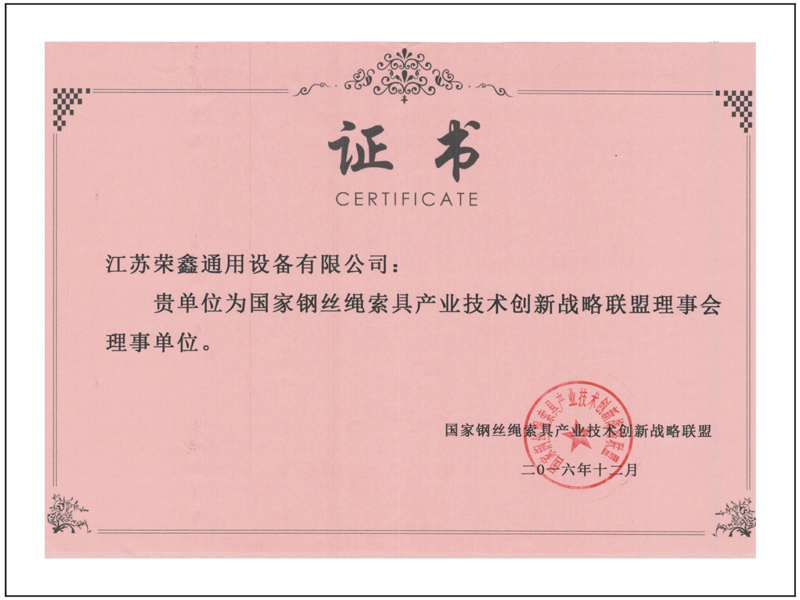 证书
CERTIFICATE
江苏荣鑫通用设备有限公司：
贵单位为国家钢丝绳索具产业技术创新战略联盟理事会
理事单位。
国家钢丝绳索具产业技术创新战略联盟
二〇一六年十二月